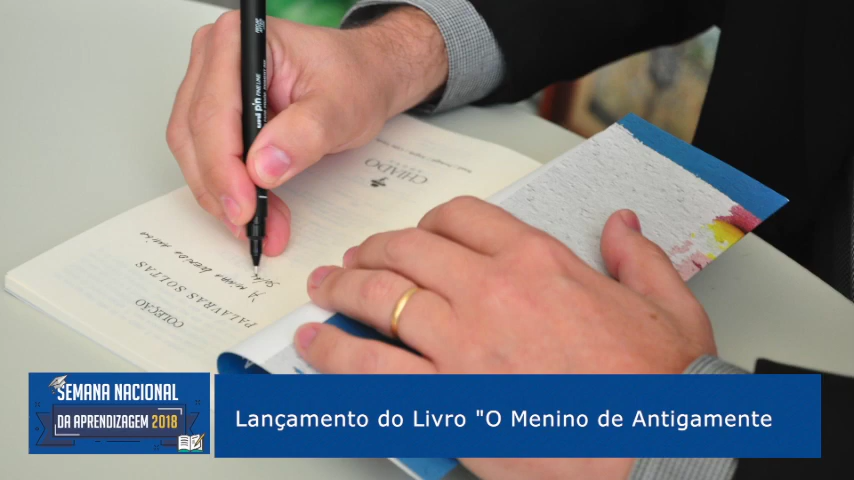 uni pin FINE LINE
CHIADO
COLEÇÃO
PALAVRAS SOLTAS
SEMANA NACIONAL
DA APRENDIZAGEM 2018
Lançamento do Livro "O Menino de Antigamente